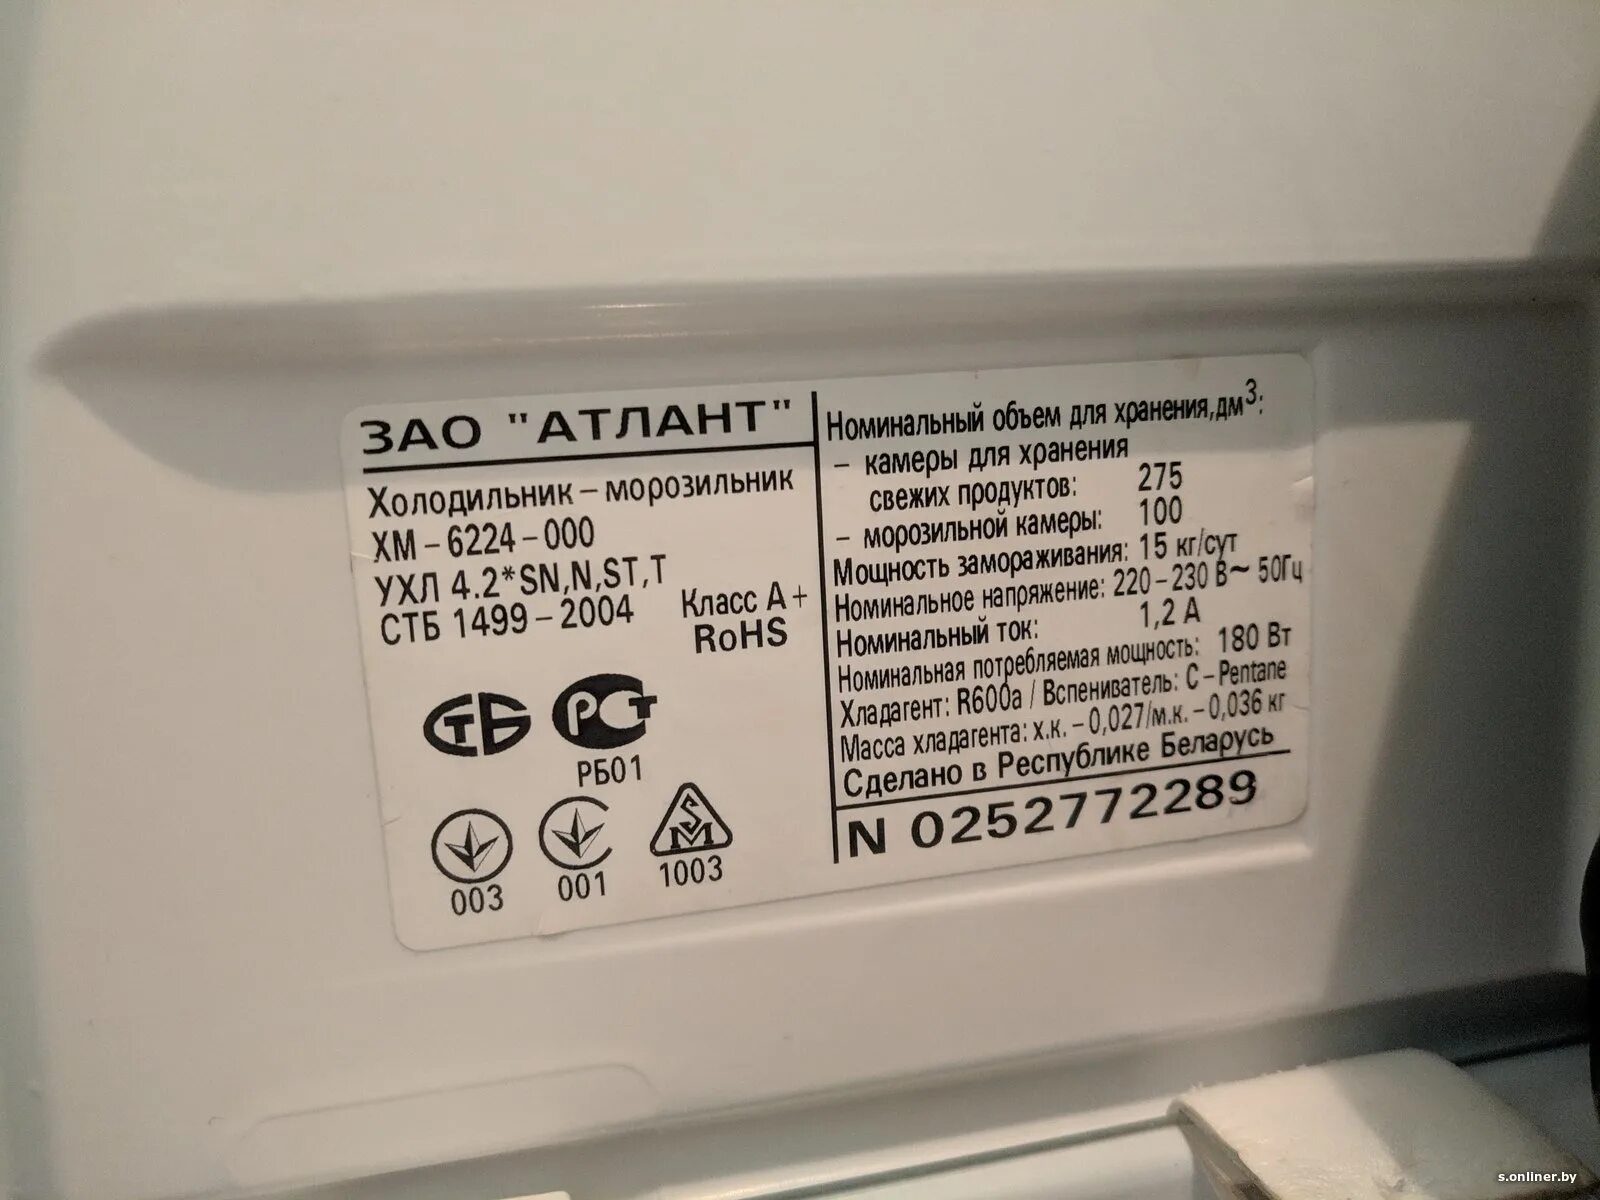 ЗАО "АТЛАНТ"
Холодильник – морозильник
ХМ – 6224 – 000
УХЛ 4.2*SN,N,ST,T
СТБ 1499 – 2004
Класс А+
RoHS
СТБ
РСТ
РБ01
003
001
SM
1003
Номинальный объем для хранения,дм³:
– камеры для хранения
свежих продуктов: 275
– морозильной камеры: 100
Мощность замораживания: 15 кг/сут
Номинальное напряжение: 220 – 230 В~ 50Гц
Номинальный ток: 1,2 А
Номинальная потребляемая мощность: 180 Вт
Хладагент: R600a / Вспениватель: C – Pentane
Масса хладагента: х.к. – 0,027/м.к. – 0,036 кг
Сделано в Республике Беларусь
N 0252772289
s.onliner.by